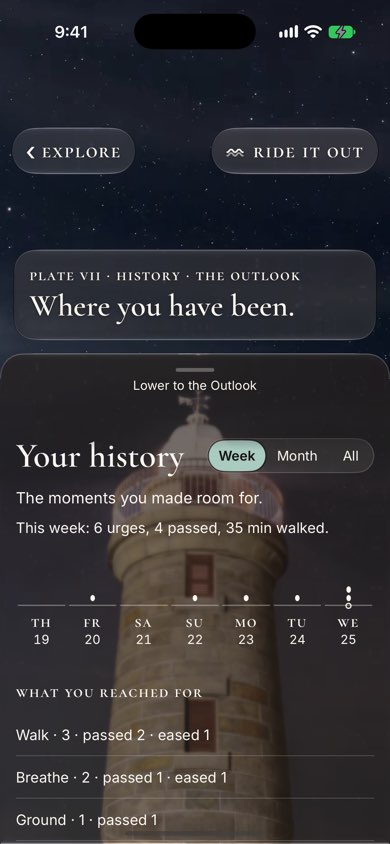 9:41
EXPLORE
RIDE IT OUT
PLATE VII · HISTORY · THE OUTLOOK
Where you have been.
Lower to the Outlook
Your history
Week Month All
The moments you made room for.
This week: 6 urges, 4 passed, 35 min walked.
TH FR SA SU MO TU WE
19 20 21 22 23 24 25
WHAT YOU REACHED FOR
Walk · 3 · passed 2 · eased 1
Breathe · 2 · passed 1 · eased 1
Ground · 1 · passed 1